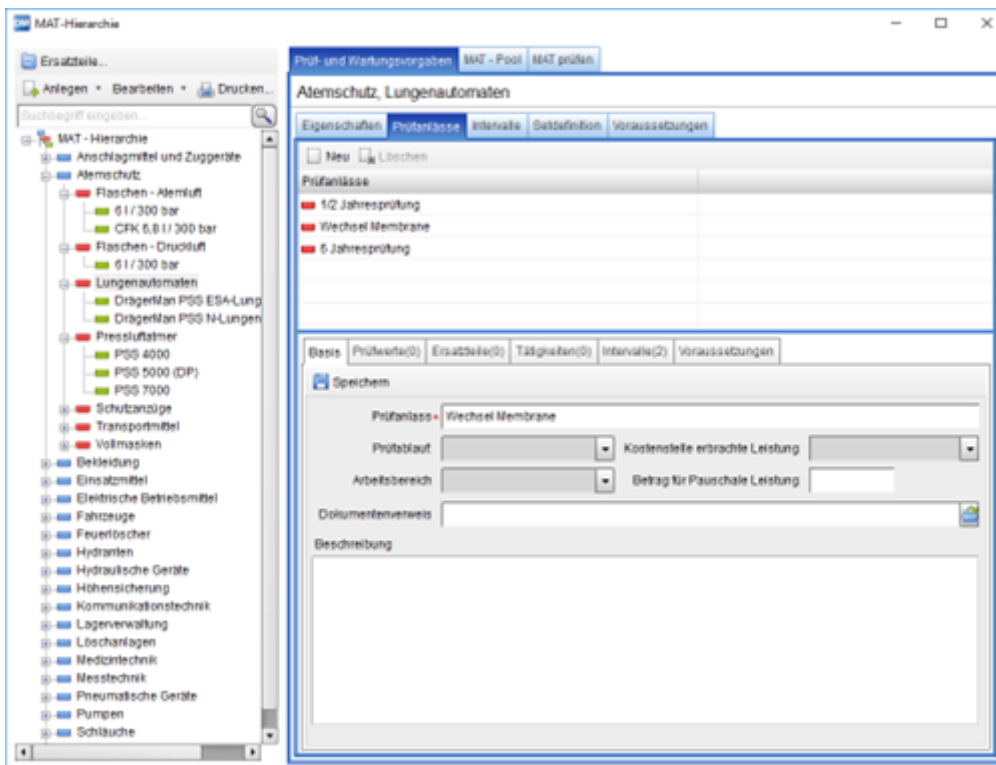 MAT-Hierarchie
Ersatzteile...
Anlegen Bearbeiten Drucken...
Suchbegriff eingeben...
MAT - Hierarchie
Anschlagmittel und Zuggeräte
Atemschutz
Flaschen - Atemluft
6 l / 300 bar
CFK 6,8 l / 300 bar
Flaschen - Druckluft
6 l / 300 bar
Lungenautomaten
DrägerMan PSS ESA-Lung
DrägerMan PSS N-Lungen
Pressluftatmer
PSS 4000
PSS 5000 (DP)
PSS 7000
Schutzanzüge
Transportmittel
Vollmasken
Bekleidung
Einsatzmittel
Elektrische Betriebsmittel
Fahrzeuge
Feuerlöscher
Hydranten
Hydraulische Geräte
Höhensicherung
Kommunikationstechnik
Lagerverwaltung
Löschanlagen
Medizintechnik
Messtechnik
Pneumatische Geräte
Pumpen
Schläuche
Prüf- und Wartungsvorgaben MAT - Pool MAT prüfen
Atemschutz, Lungenautomaten
Eigenschaften Prüfanlässe Intervalle Setdefinition Voraussetzungen
Neu Löschen
Prüfanlässe
1/2 Jahresprüfung
Wechsel Membrane
6 Jahresprüfung
Basis Prüfwerte(0) Ersatzteile(0) Tätigkeiten(0) Intervalle(2) Voraussetzungen
Speichern
Prüfanlass* Wechsel Membrane
Prüfablauf Kostenstelle erbrachte Leistung
Arbeitsbereich Betrag für Pauschale Leistung
Dokumentenverweis
Beschreibung